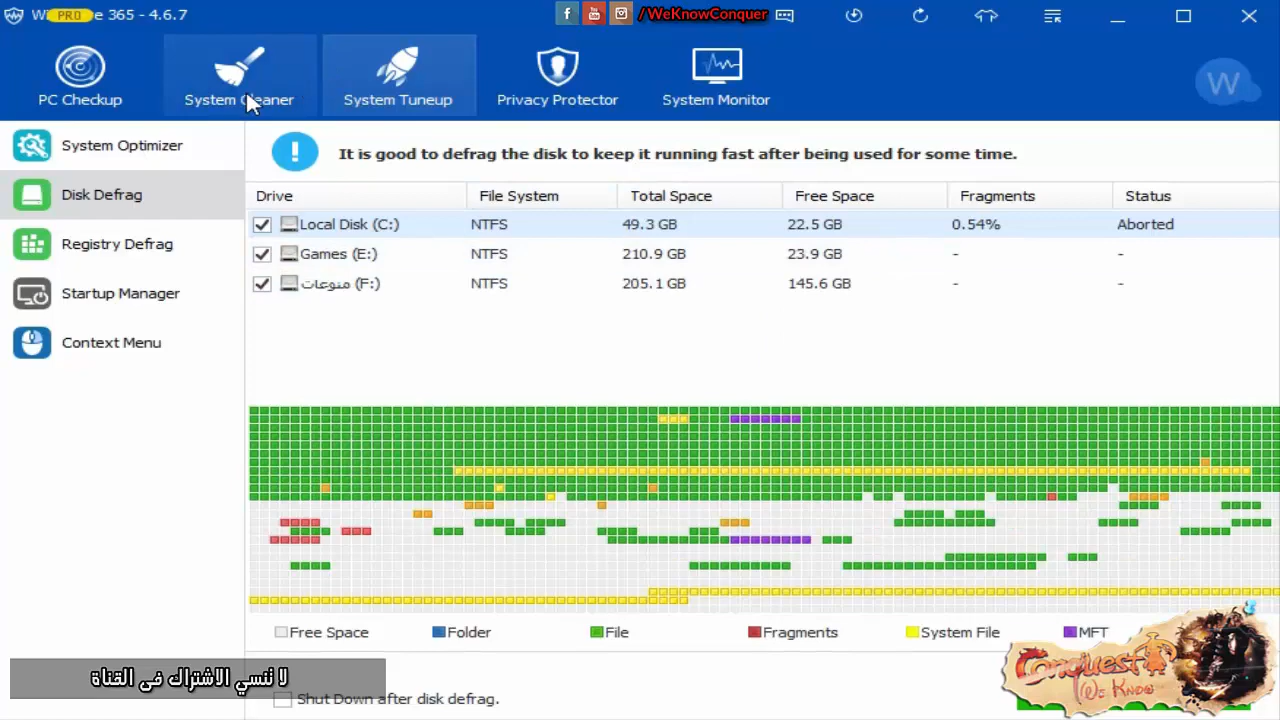 Wise 365 - 4.6.7
PRO
/WeKnowConquer
PC Checkup
System Cleaner
System Tuneup
Privacy Protector
System Monitor
W
System Optimizer
Disk Defrag
Registry Defrag
Startup Manager
Context Menu
It is good to defrag the disk to keep it running fast after being used for some time.
Drive File System Total Space Free Space Fragments Status
Local Disk (C:) NTFS 49.3 GB 22.5 GB 0.54% Aborted
Games (E:) NTFS 210.9 GB 23.9 GB - -
منوعات (F:) NTFS 205.1 GB 145.6 GB - -
Free Space Folder File Fragments System File MFT
لا ننسي الاشتراك فى القناة
Shut Down after disk defrag.
Conquest
We Know